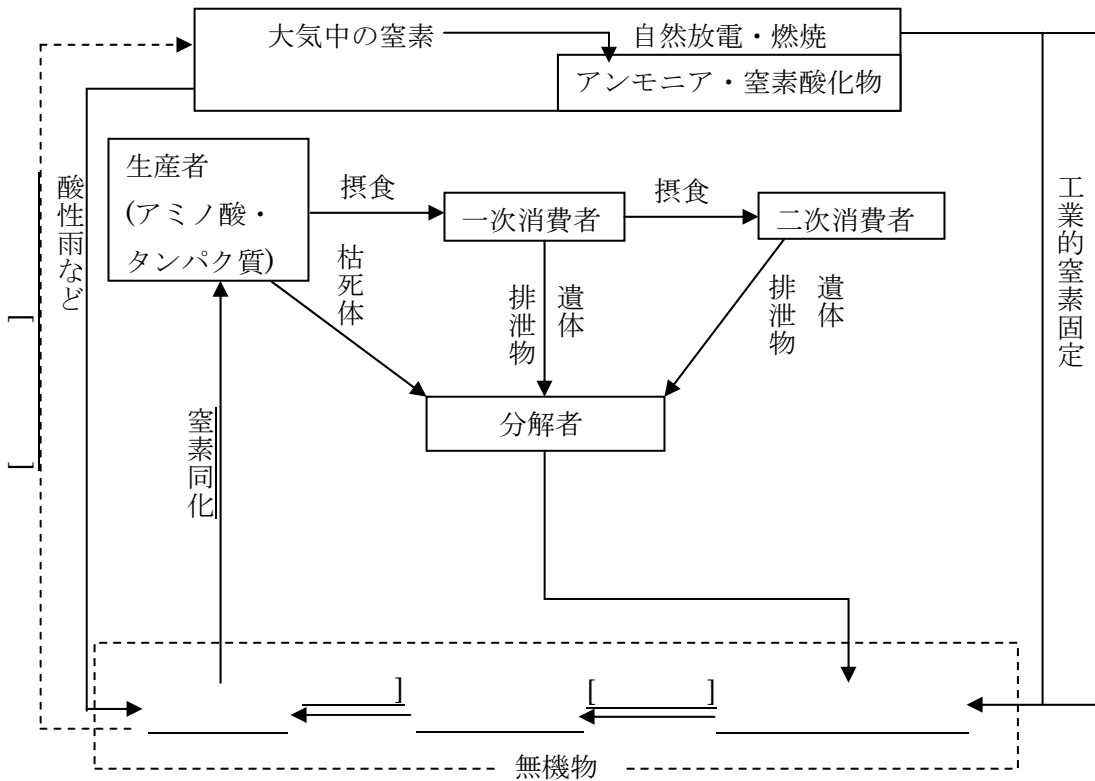 大気中の窒素
自然放電・燃焼
アンモニア・窒素酸化物
生産者
(アミノ酸・
タンパク質)
摂食
一次消費者
摂食
二次消費者
酸性雨など
工業的窒素固定
枯死体
排泄物
遺体
排泄物
遺体
[ ]
分解者
窒素同化
]
[ ]
無機物